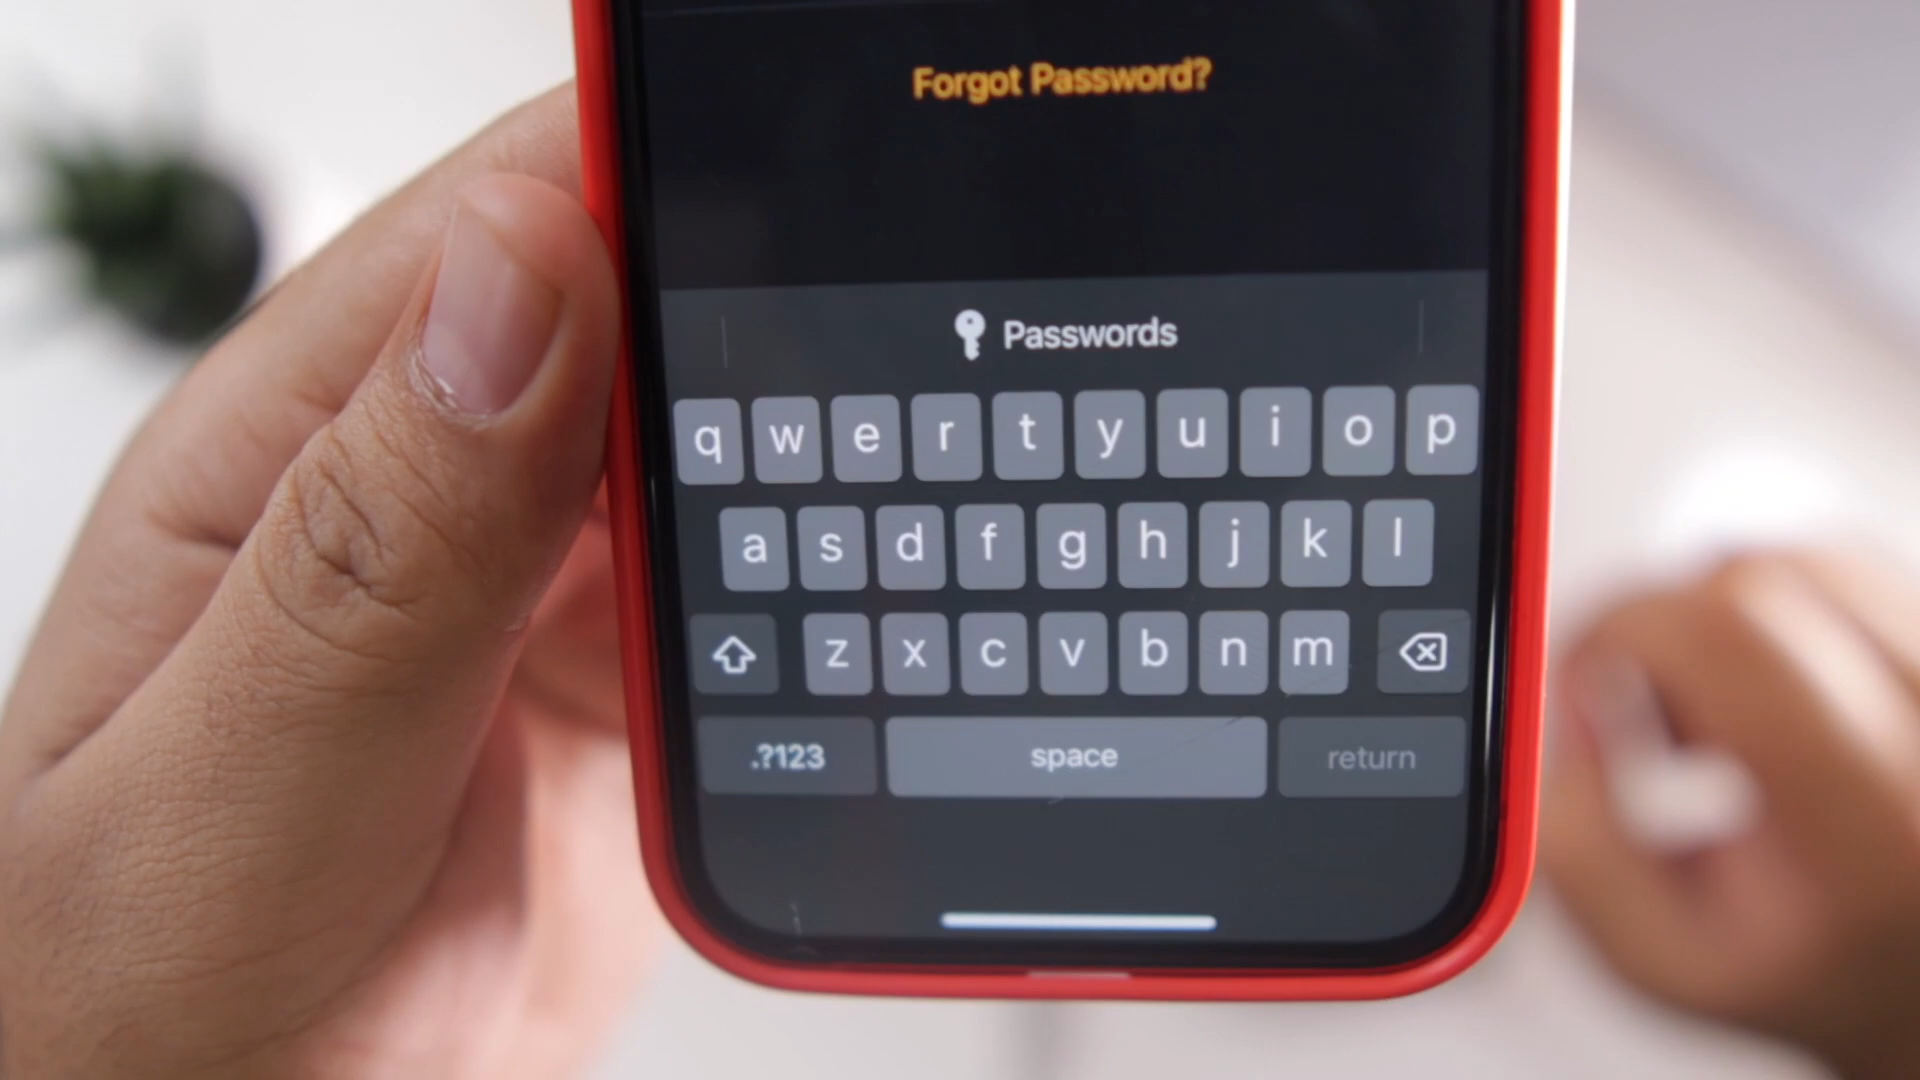 Forgot Password?
Passwords
q w e r t y u i o p
a s d f g h j k l
z x c v b n m
.?123 space return